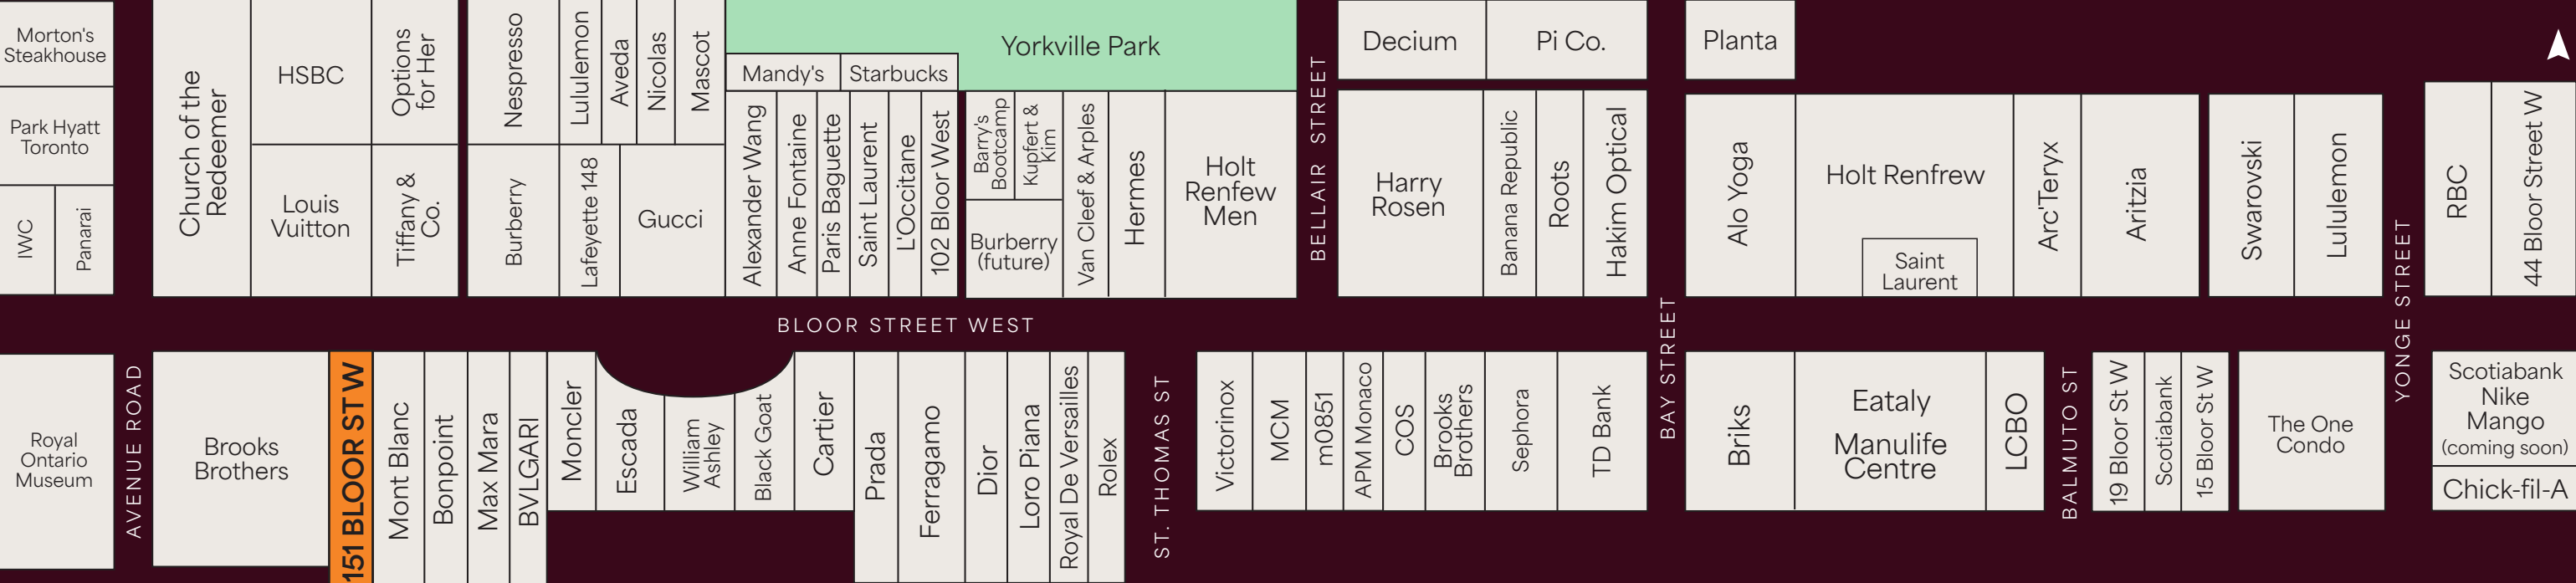 Morton's
Steakhouse
Park Hyatt
Toronto
IWC
Panarai
Church of the
Redeemer
HSBC
Louis
Vuitton
Options
for Her
Tiffany &
Co.
Nespresso
Lululemon
Aveda
Nicolas
Mascot
Burberry
Lafeyette 148
Gucci
Yorkville Park
Mandy's
Starbucks
Alexander Wang
Anne Fontaine
Paris Baguette
Saint Laurent
L'Occitane
102 Bloor West
Barry's
Bootcamp
Kupfert &
Kim
Burberry
(future)
Van Cleef & Arples
Hermes
Holt
Renfew
Men
BELLAIR STREET
Decium
Pi Co.
Harry
Rosen
Banana Republic
Roots
Hakim Optical
Planta
Alo Yoga
Holt Renfrew
Saint
Laurent
Arc'Teryx
Aritzia
Swarovski
Lululemon
YONGE STREET
RBC
44 Bloor Street W
BLOOR STREET WEST
BAY STREET
Royal
Ontario
Museum
AVENUE ROAD
Brooks
Brothers
151 BLOOR ST W
Mont Blanc
Bonpoint
Max Mara
BVLGARI
Moncler
Escada
William
Ashley
Black Goat
Cartier
Prada
Ferragamo
Dior
Loro Piana
Royal De Versailles
Rolex
ST. THOMAS ST
Victorinox
MCM
m0851
APM Monaco
COS
Brooks
Brothers
Sephora
TD Bank
Briks
Eataly
Manulife
Centre
LCBO
BALMUTO ST
19 Bloor St W
Scotiabank
15 Bloor St W
The One
Condo
Scotiabank
Nike
Mango
(coming soon)
Chick-fil-A